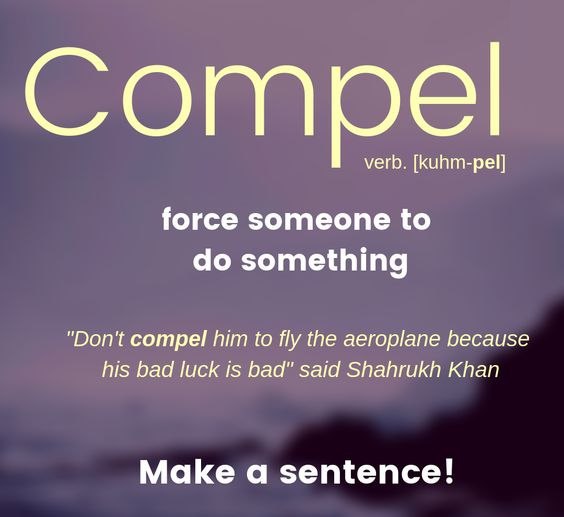 Compel
verb. [kuhm-pel]
force someone to
do something
"Don't compel him to fly the aeroplane because
his bad luck is bad" said Shahrukh Khan
Make a sentence!